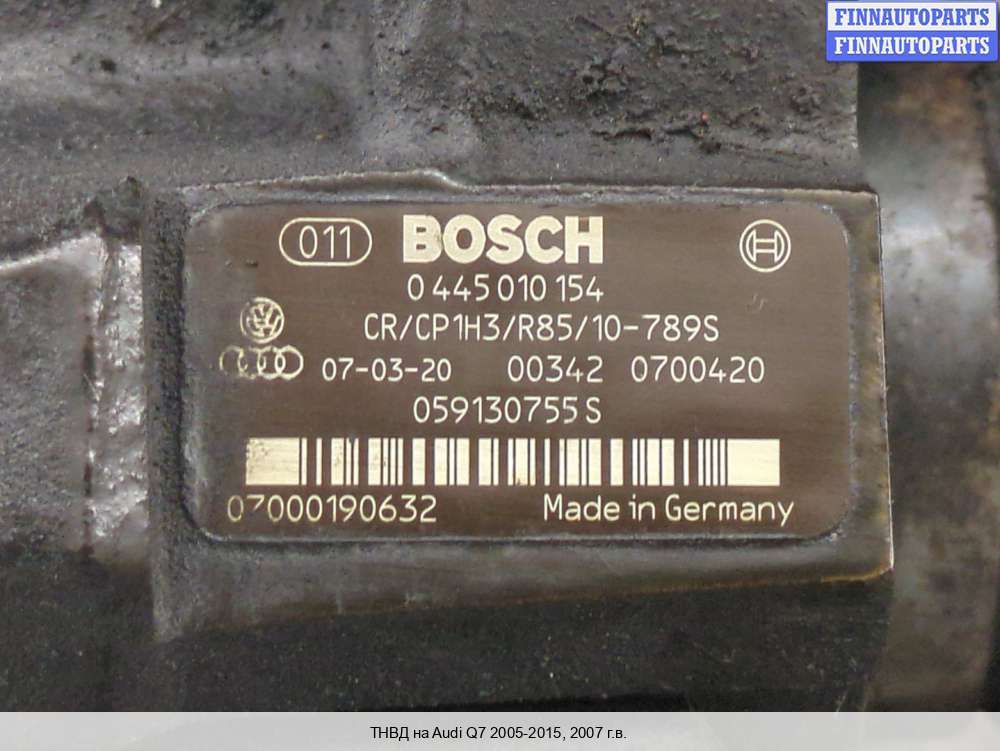 FINNAUTOPARTS
FINNAUTOPARTS
011 BOSCH
0 445 010 154
CR/CP1H3/R85/10-789S
07-03-20 00342 0700420
059130755 S
07000190632 Made in Germany
ТНВД на Audi Q7 2005-2015, 2007 г.в.